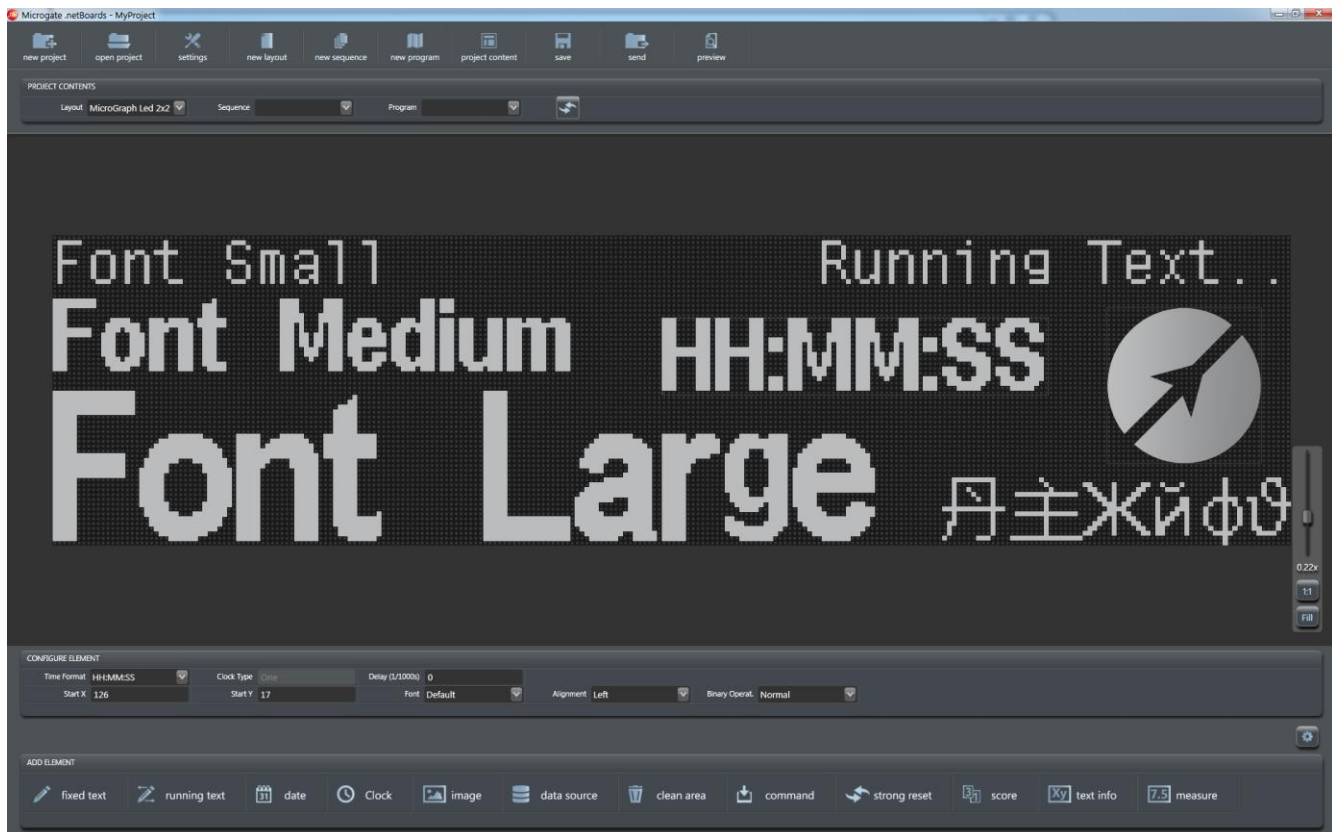 Microgate .netBoards - MyProject
new project open project settings new layout new sequence new program project content save send preview
PROJECT CONTENTS
Layout MicroGraph Led 2x2 Sequence Program
Font Small Running Text..
Font Medium HH:MM:SS
Font Large 丹主Жйφϑ
0.22x
1:1
Fill
CONFIGURE ELEMENT
Time Format HH:MM:SS Clock Type One Delay (1/1000s) 0
Start X 126 Start Y 17 Font Default Alignment Left Binary Operat. Normal
ADD ELEMENT
fixed text running text 31 date Clock image data source clean area command strong reset score Xy text info 7.5 measure